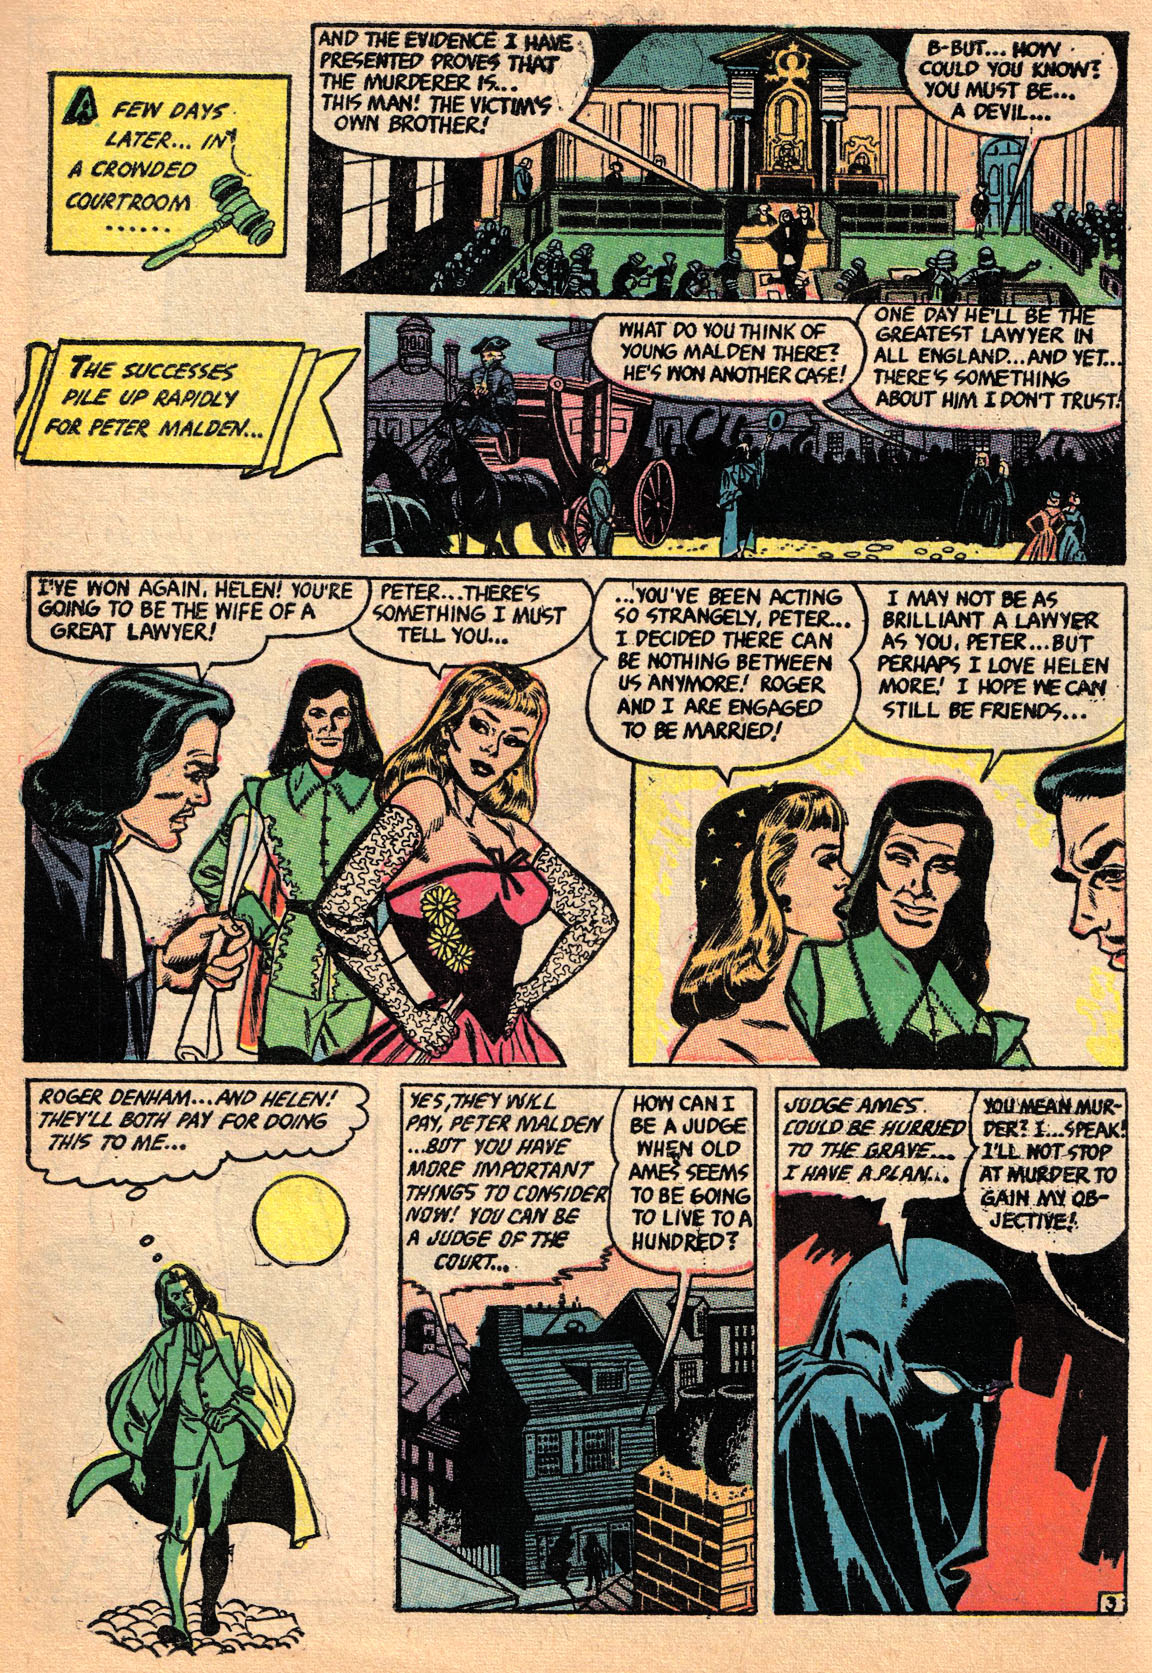 A FEW DAYS
LATER... IN
A CROWDED
COURTROOM
......
AND THE EVIDENCE I HAVE
PRESENTED PROVES THAT
THE MURDERER IS...
THIS MAN! THE VICTIM'S
OWN BROTHER!
B-BUT... HOW
COULD YOU KNOW?
YOU MUST BE...
A DEVIL...
THE SUCCESSES
PILE UP RAPIDLY
FOR PETER MALDEN...
WHAT DO YOU THINK OF
YOUNG MALDEN THERE?
HE'S WON ANOTHER CASE!
ONE DAY HE'LL BE THE
GREATEST LAWYER IN
ALL ENGLAND...AND YET...
THERE'S SOMETHING
ABOUT HIM I DON'T TRUST!
I'VE WON AGAIN, HELEN! YOU'RE
GOING TO BE THE WIFE OF A
GREAT LAWYER!
PETER...THERE'S
SOMETHING I MUST
TELL YOU...
...YOU'VE BEEN ACTING
SO STRANGELY, PETER...
I DECIDED THERE CAN
BE NOTHING BETWEEN
US ANYMORE! ROGER
AND I ARE ENGAGED
TO BE MARRIED!
I MAY NOT BE AS
BRILLIANT A LAWYER
AS YOU, PETER...BUT
PERHAPS I LOVE HELEN
MORE! I HOPE WE CAN
STILL BE FRIENDS...
ROGER DENHAM...AND HELEN!
THEY'LL BOTH PAY FOR DOING
THIS TO ME...
YES, THEY WILL
PAY, PETER MALDEN
...BUT YOU HAVE
MORE IMPORTANT
THINGS TO CONSIDER
NOW! YOU CAN BE
A JUDGE OF THE
COURT...
HOW CAN I
BE A JUDGE
WHEN OLD
AMES SEEMS
TO BE GOING
TO LIVE TO A
HUNDRED?
JUDGE AMES
COULD BE HURRIED
TO THE GRAVE...
I HAVE A PLAN...
YOU MEAN MUR-
DER? I...SPEAK!
I'LL NOT STOP
AT MURDER TO
GAIN MY OB-
JECTIVE!
3